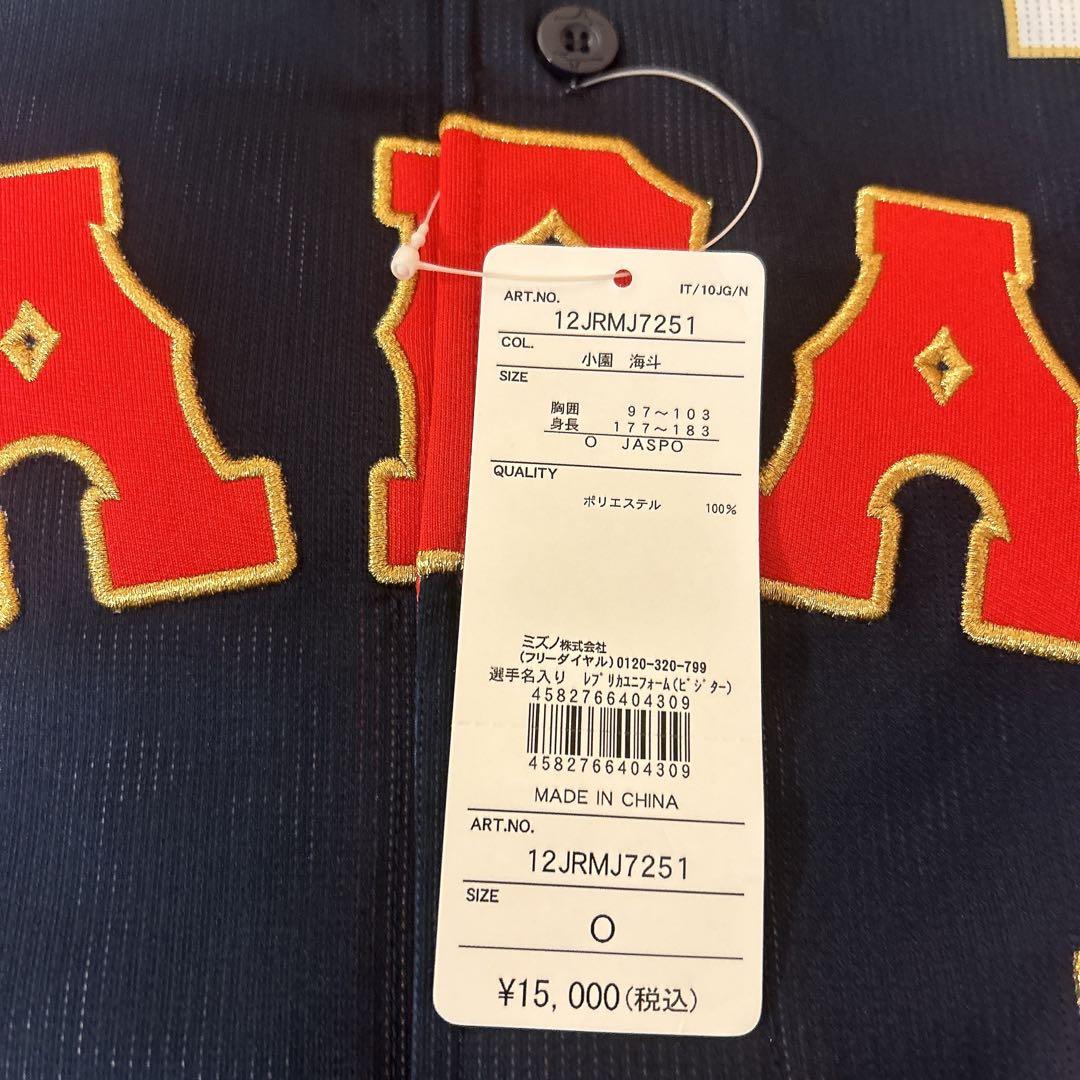 APA
IT/10JG/N
ART.NO.
12JRMJ7251
COL.
小園 海斗
SIZE
胸囲 97～103
身長 177～183
O JASPO
QUALITY
ポリエステル 100%
ミズノ株式会社
(フリーダイヤル)0120-320-799
選手名入り ﾚﾌﾟﾘｶﾕﾆﾌｫｰﾑ(ﾋﾞｼﾞﾀｰ)
4582766404309
4582766404309
MADE IN CHINA
ART.NO.
12JRMJ7251
SIZE
O
¥15,000(税込)